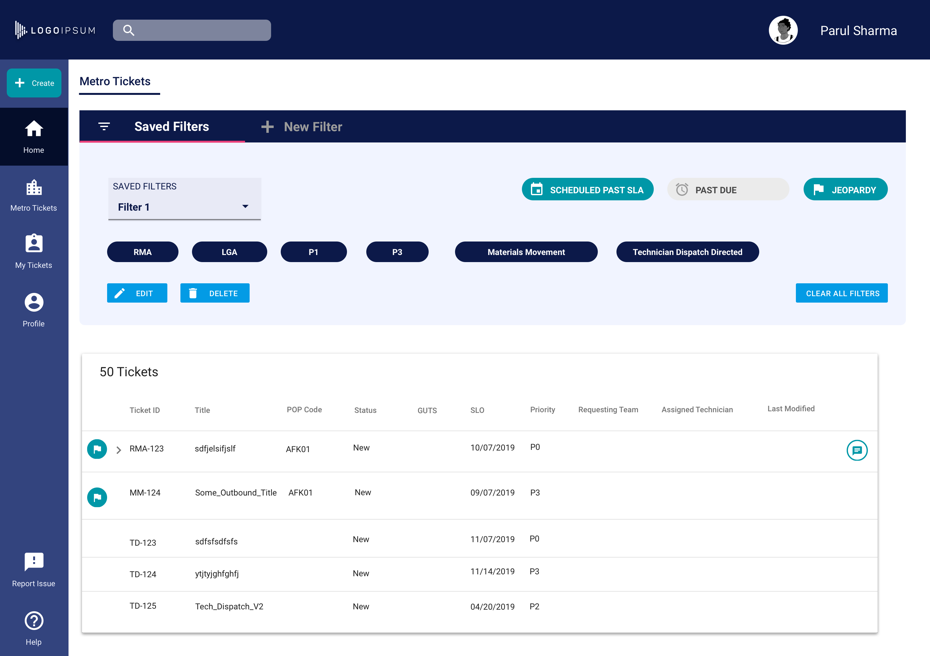 LOGOIPSUM
Parul Sharma
Create
Home
Metro Tickets
My Tickets
Profile
Report Issue
Help
Metro Tickets
Saved Filters
New Filter
SAVED FILTERS
Filter 1
SCHEDULED PAST SLA
PAST DUE
JEOPARDY
RMA
LGA
P1
P3
Materials Movement
Technician Dispatch Directed
EDIT
DELETE
CLEAR ALL FILTERS
50 Tickets
Ticket ID Title POP Code Status GUTS SLO Priority Requesting Team Assigned Technician Last Modified
RMA-123 sdfjelsifjslf AFK01 New 10/07/2019 P0
MM-124 Some_Outbound_Title AFK01 New 09/07/2019 P3
TD-123 sdfsfsdfsfs New 11/07/2019 P0
TD-124 ytjtyjghfghfj New 11/14/2019 P3
TD-125 Tech_Dispatch_V2 New 04/20/2019 P2